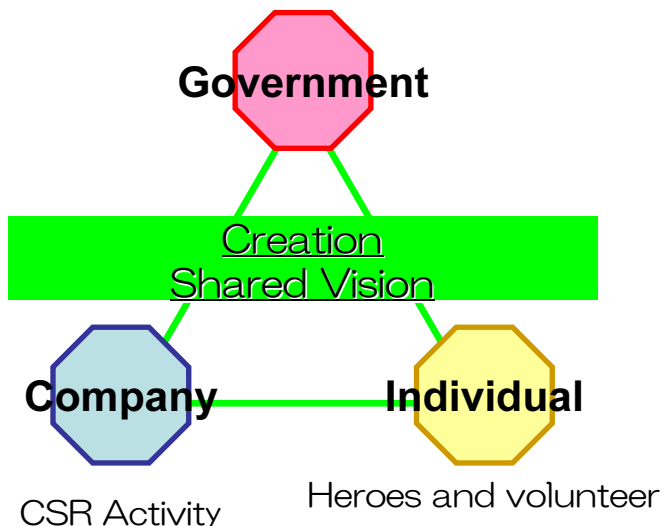 Government
Creation
Shared Vision
Company
Individual
CSR Activity
Heroes and volunteer